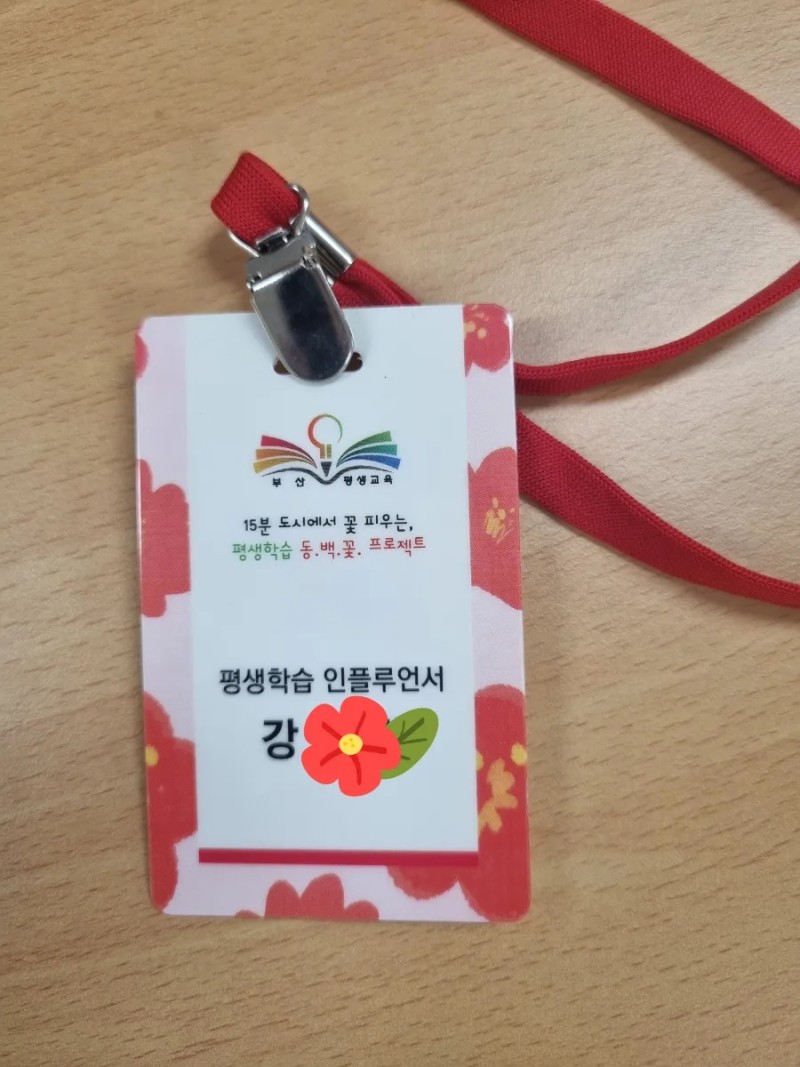 부산 평생교육
15분 도시에서 꽃 피우는,
평생학습 동.백.꽃. 프로젝트
평생학습 인플루언서
강